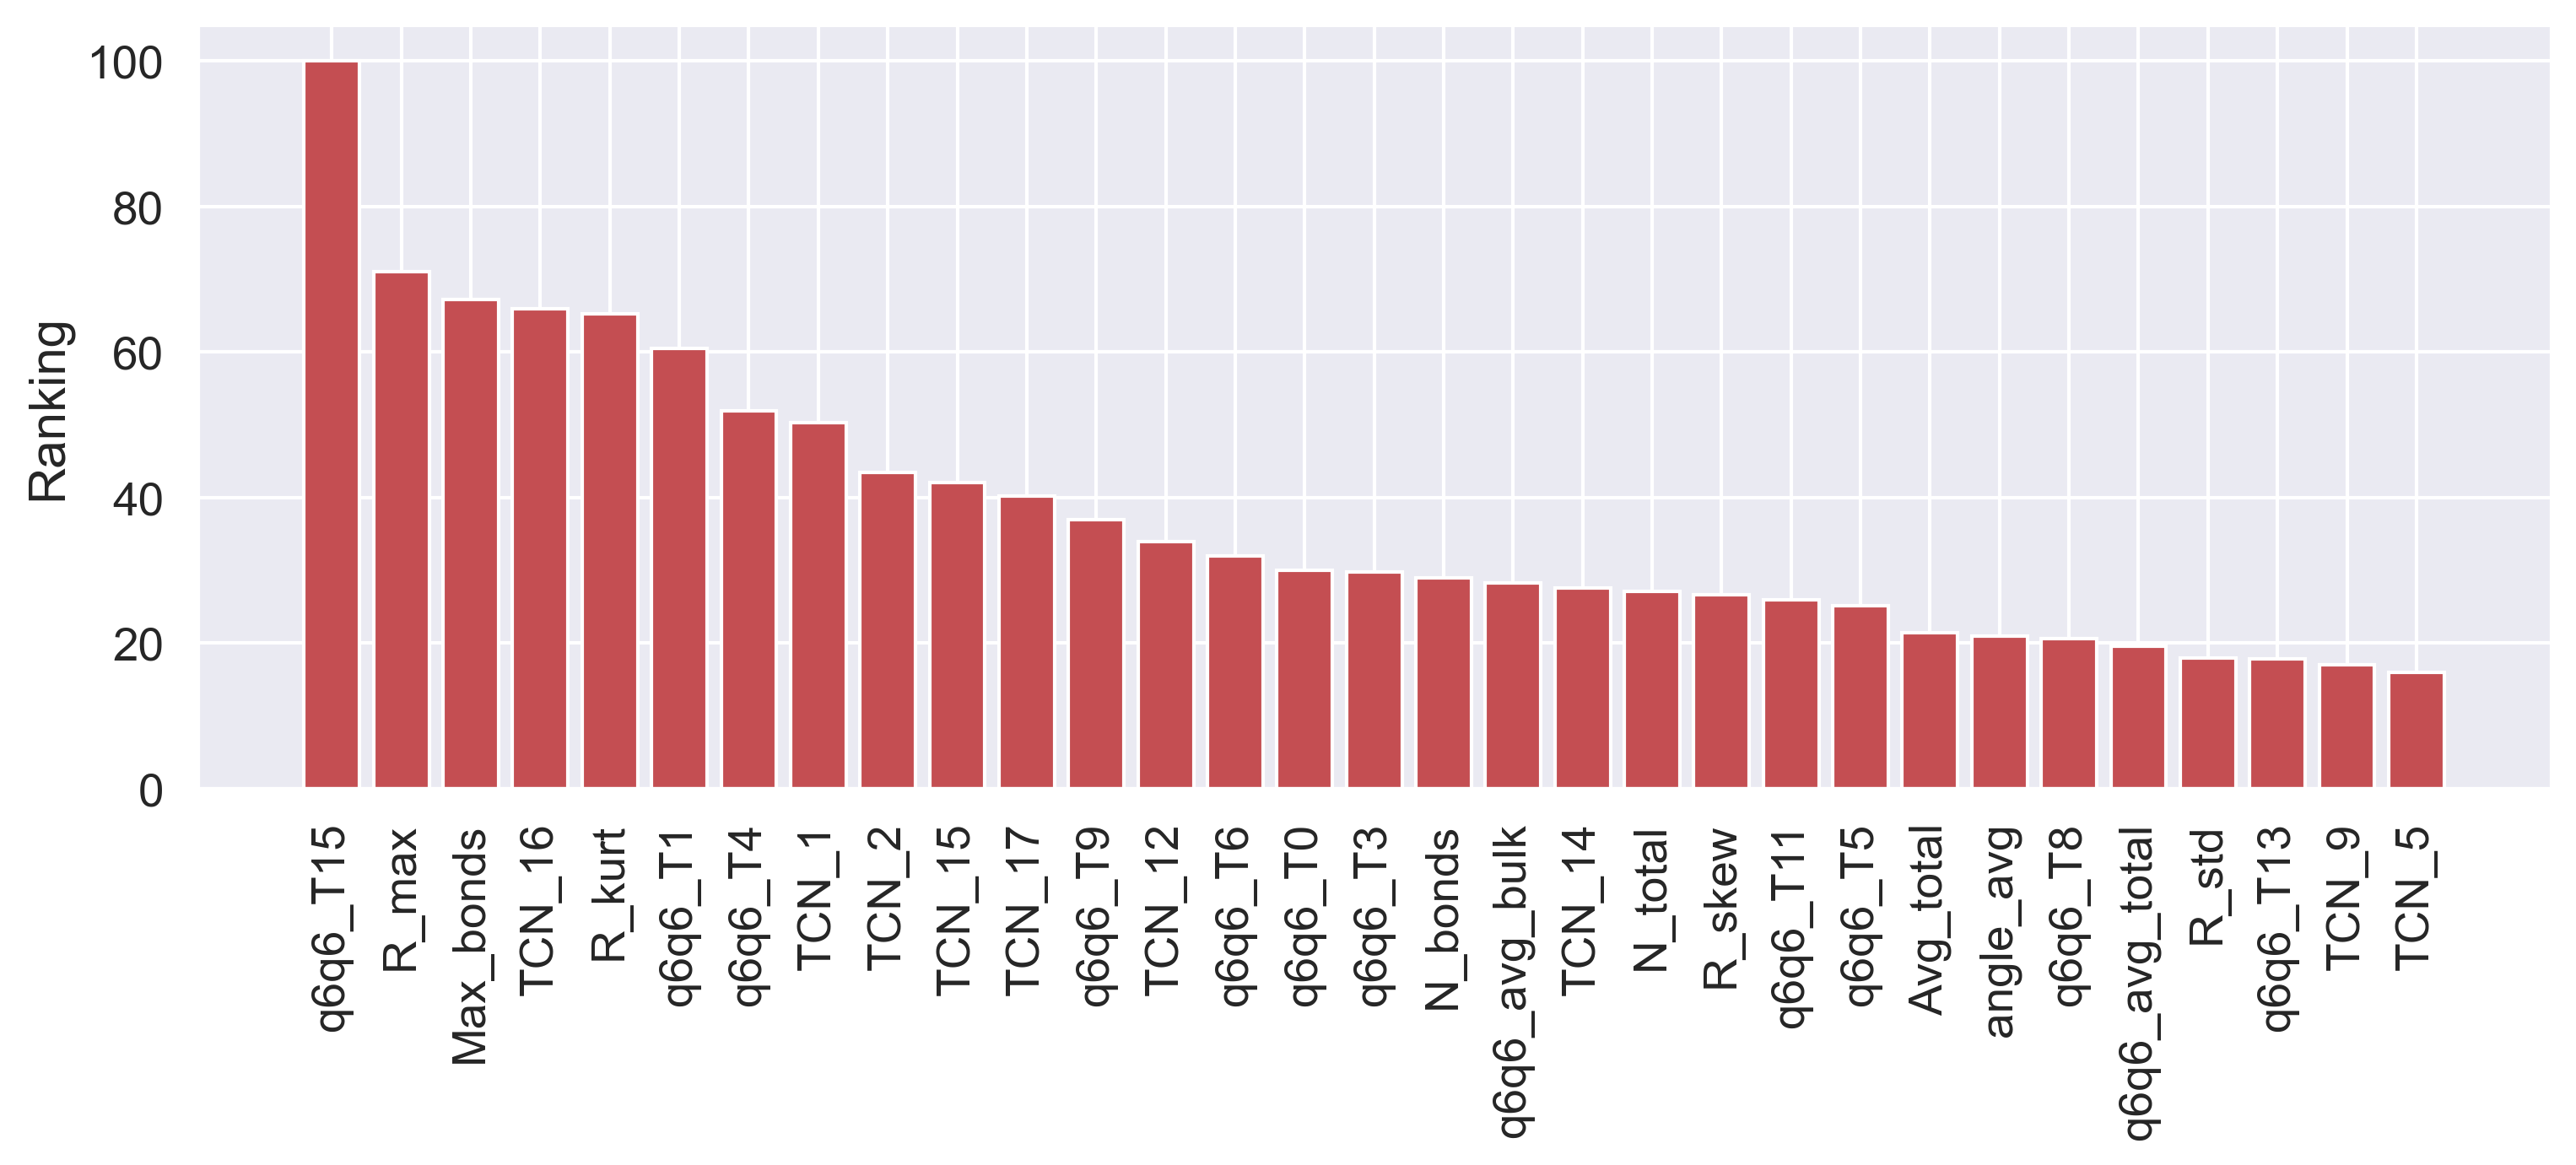 Ranking
100
80
60
40
20
0
q6q6_T15
R_max
Max_bonds
TCN_16
R_kurt
q6q6_T1
q6q6_T4
TCN_1
TCN_2
TCN_15
TCN_17
q6q6_T9
TCN_12
q6q6_T6
q6q6_T0
q6q6_T3
N_bonds
q6q6_avg_bulk
TCN_14
N_total
R_skew
q6q6_T11
q6q6_T5
Avg_total
angle_avg
q6q6_T8
q6q6_avg_total
R_std
q6q6_T13
TCN_9
TCN_5